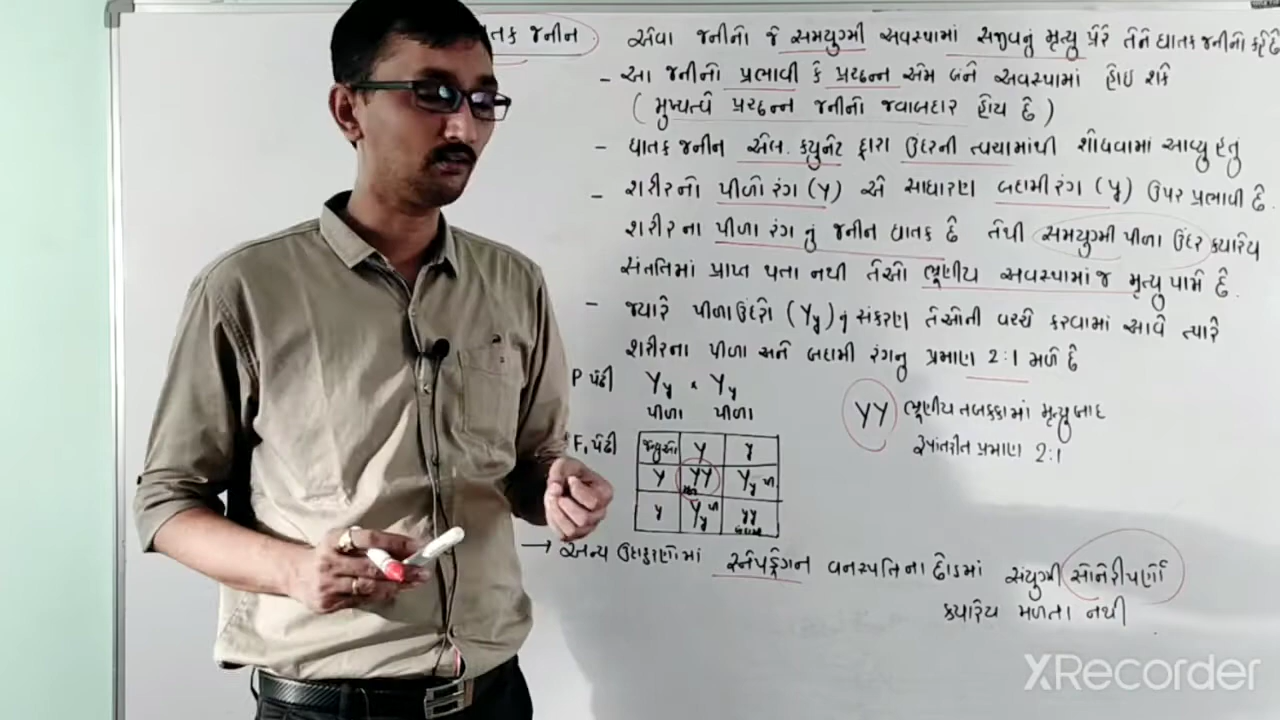 ાતક જનીન
એવા જનીનો જે સમયુગ્મી અવસ્થામાં સજીવનું મૃત્યુ પ્રેરે તેને ઘાતક જનીનો કહે છે
- આ જનીનો પ્રભાવી કે પ્રચ્છન્ન એમ બંને અવસ્થામાં હોઇ શકે
(મુખ્યત્વે પ્રચ્છન્ન જનીનો જવાબદાર હોય છે)
- ઘાતક જનીન એલ. ક્યુનેટ દ્વારા ઉંદરની ત્વચામાંથી શોધવામાં આવ્યુ હતું
- શરીરનો પીળો રંગ (Y) એ સાધારણ બદામી રંગ (y) ઉપર પ્રભાવી છે.
શરીરના પીળા રંગનું જનીન ઘાતક છે તેથી સમયુગ્મી પીળા ઉંદર ક્યારેય
સંતતિમાં પ્રાપ્ત થતા નથી તેઓ ભ્રૂણીય અવસ્થામાં જ મૃત્યુ પામે છે.
- જ્યારે પીળા ઉંદરો (Yy) નું સંકરણ તેઓની વચ્ચે કરવામાં આવે ત્યારે
શરીરના પીળા અને બદામી રંગનુ પ્રમાણ 2:1 મળે છે
P પેઢી Yy x Yy
પીળા પીળા
YY ભ્રૂણીય તબક્કામાં મૃત્યુ બાદ
રૂપાંતરીત પ્રમાણ 2:1
F₁ પેઢી
જન્યુઓ Y y
Y YY Yy પી
y Yy પી yy
→ અન્ય ઉદાહરણોમાં સ્નેપડ્રેગન વનસ્પતિના છોડમાં સંયુગ્મી સોનેરીપર્ણો
ક્યારેય મળતા નથી
XRecorder